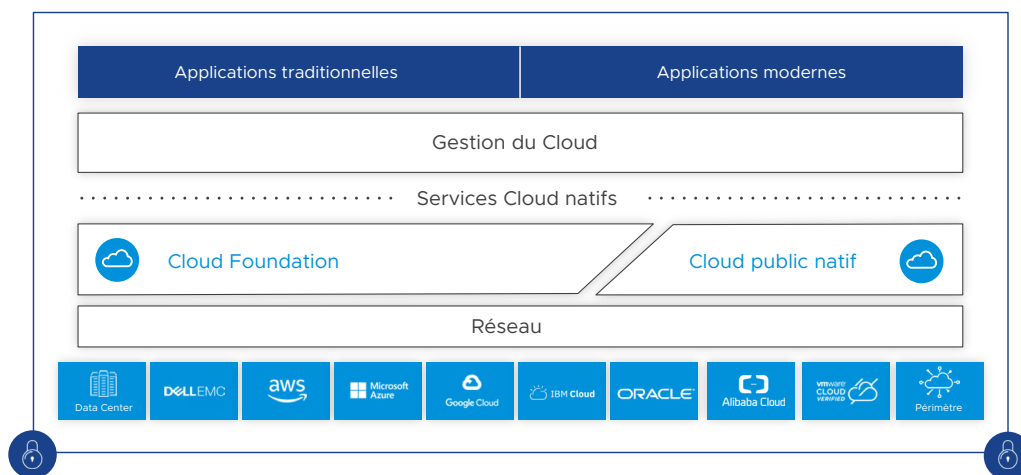 Applications traditionnelles
Applications modernes
Gestion du Cloud
Services Cloud natifs
Cloud Foundation
Cloud public natif
Réseau
Data Center
DELLEMC
aws
Microsoft
Azure
Google Cloud
IBM Cloud
ORACLE
Alibaba Cloud
vmware
CLOUD
VERIFIED
Périmètre